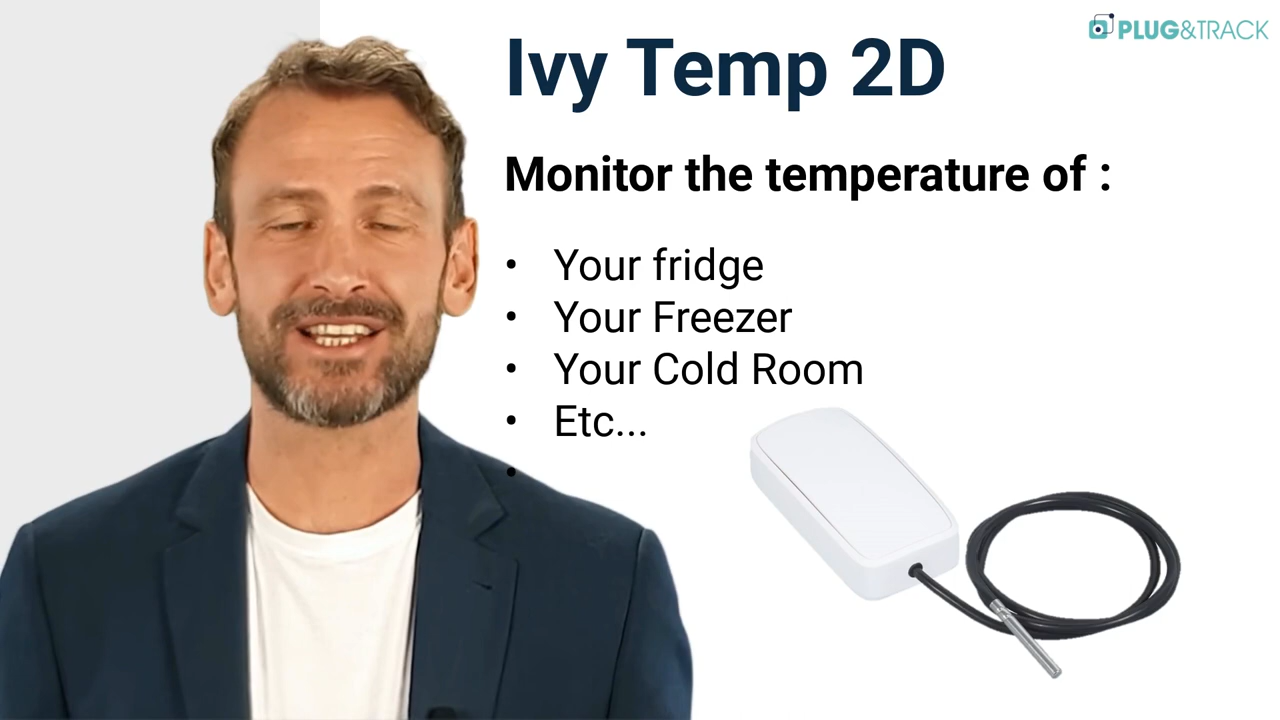 PLUG&TRACK
Ivy Temp 2D
Monitor the temperature of :
• Your fridge
• Your Freezer
• Your Cold Room
• Etc...
•